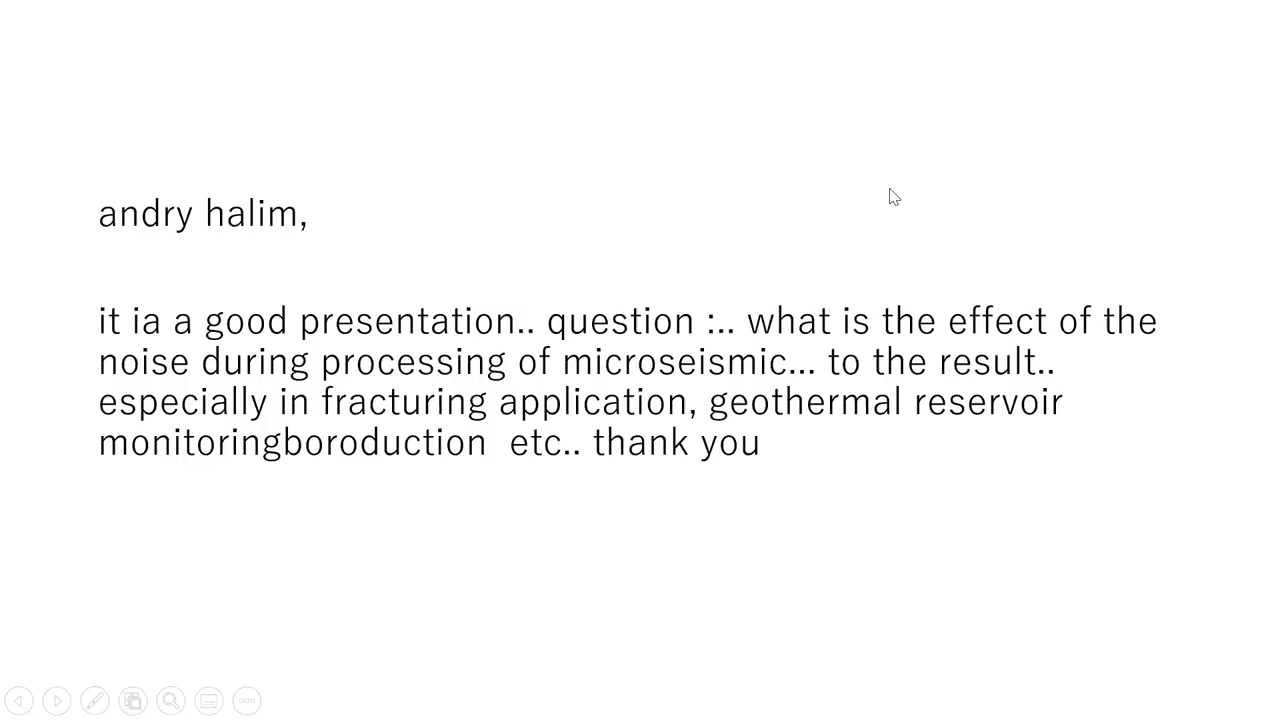 andry halim,
it ia a good presentation.. question :.. what is the effect of the
noise during processing of microseismic... to the result..
especially in fracturing application, geothermal reservoir
monitoringboroduction  etc.. thank you